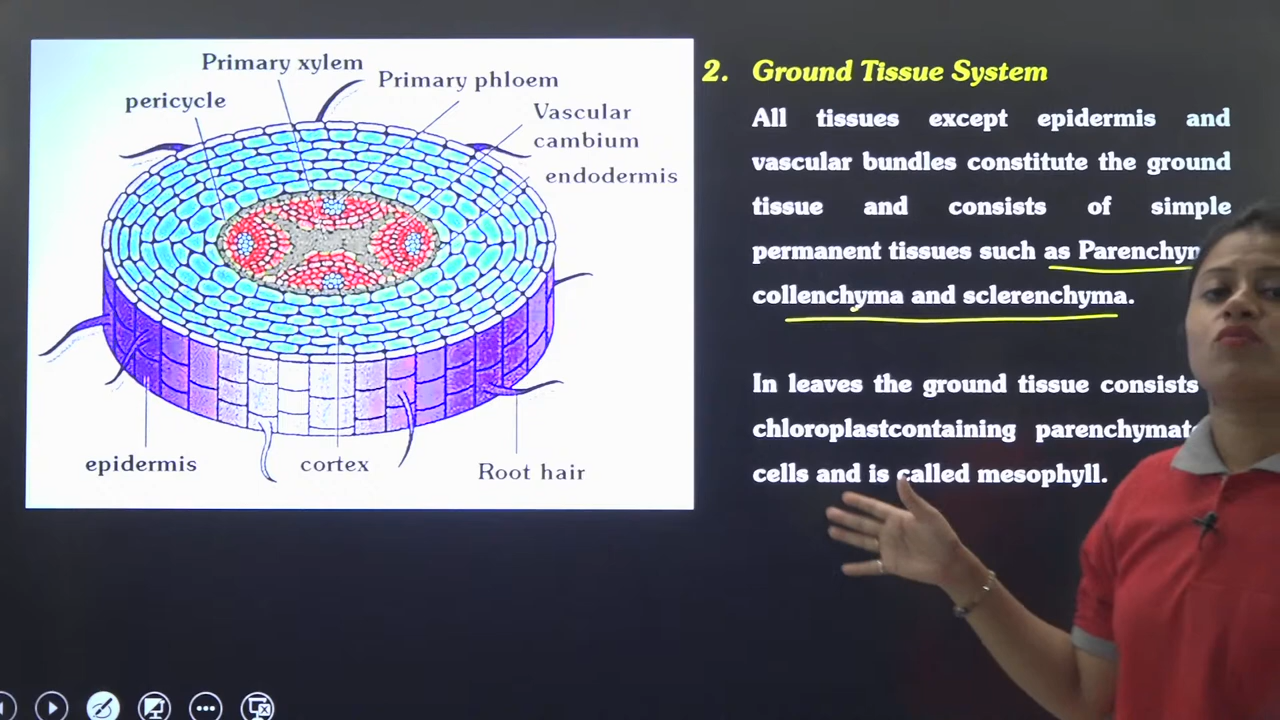 Primary xylem
Primary phloem
pericycle
Vascular
cambium
endodermis
epidermis
cortex
Root hair
2. Ground Tissue System
All tissues except epidermis and
vascular bundles constitute the ground
tissue and consists of simple
permanent tissues such as
collenchyma and sclerenchyma.
In leaves the ground tissue consists
chloroplastcontaining
cells and is called mesophyll.